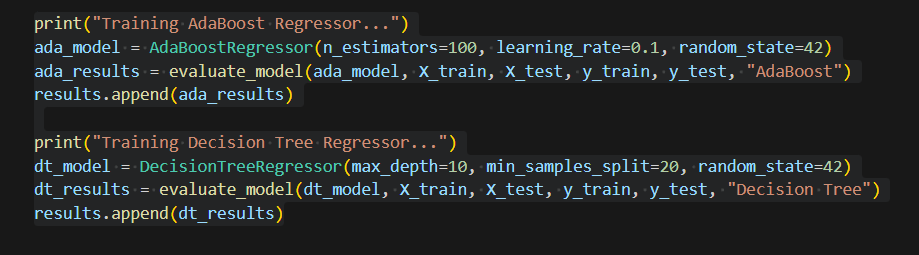 print("Training AdaBoost Regressor...")
ada_model = AdaBoostRegressor(n_estimators=100, learning_rate=0.1, random_state=42)
ada_results = evaluate_model(ada_model, X_train, X_test, y_train, y_test, "AdaBoost")
results.append(ada_results)
print("Training Decision Tree Regressor...")
dt_model = DecisionTreeRegressor(max_depth=10, min_samples_split=20, random_state=42)
dt_results = evaluate_model(dt_model, X_train, X_test, y_train, y_test, "Decision Tree")
results.append(dt_results)